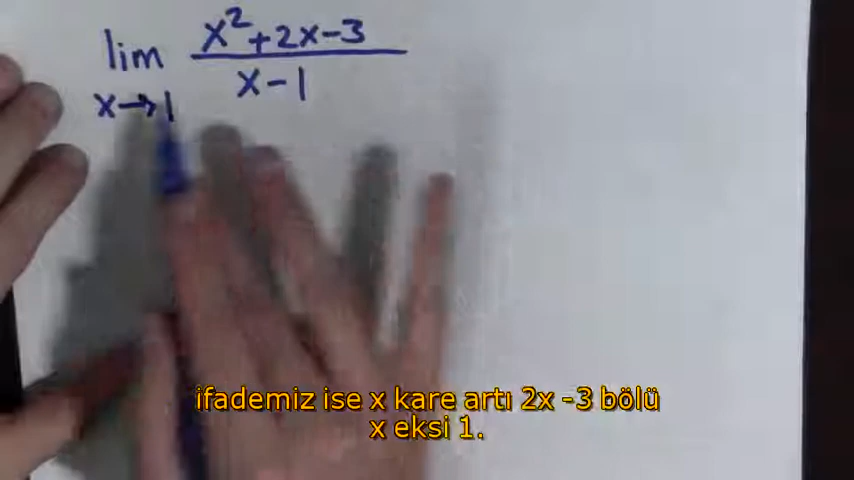 lim x²+2x-3
x→1 x-1
ifademiz ise x kare artı 2x -3 bölü
x eksi 1.